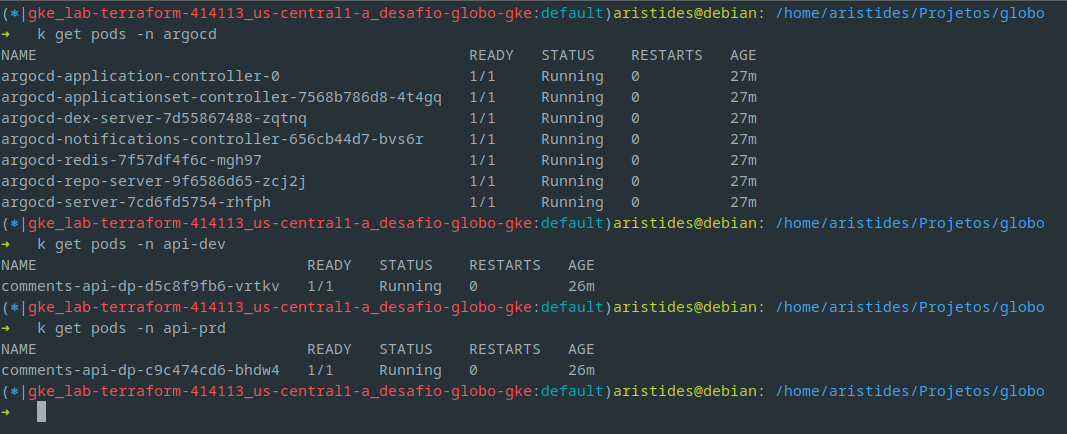 (⎈|gke_lab-terraform-414113_us-central1-a_desafio-globo-gke:default)aristides@debian: /home/aristides/Projetos/globo
➜   k get pods -n argocd
NAME                                                READY   STATUS    RESTARTS   AGE
argocd-application-controller-0                     1/1     Running   0          27m
argocd-applicationset-controller-7568b786d8-4t4gq   1/1     Running   0          27m
argocd-dex-server-7d55867488-zqtnq                  1/1     Running   0          27m
argocd-notifications-controller-656cb44d7-bvs6r     1/1     Running   0          27m
argocd-redis-7f57df4f6c-mgh97                       1/1     Running   0          27m
argocd-repo-server-9f6586d65-zcj2j                  1/1     Running   0          27m
argocd-server-7cd6fd5754-rhfph                      1/1     Running   0          27m
(⎈|gke_lab-terraform-414113_us-central1-a_desafio-globo-gke:default)aristides@debian: /home/aristides/Projetos/globo
➜   k get pods -n api-dev
NAME                              READY   STATUS    RESTARTS   AGE
comments-api-dp-d5c8f9fb6-vrtkv   1/1     Running   0          26m
(⎈|gke_lab-terraform-414113_us-central1-a_desafio-globo-gke:default)aristides@debian: /home/aristides/Projetos/globo
➜   k get pods -n api-prd
NAME                              READY   STATUS    RESTARTS   AGE
comments-api-dp-c9c474cd6-bhdw4   1/1     Running   0          26m
(⎈|gke_lab-terraform-414113_us-central1-a_desafio-globo-gke:default)aristides@debian: /home/aristides/Projetos/globo
➜